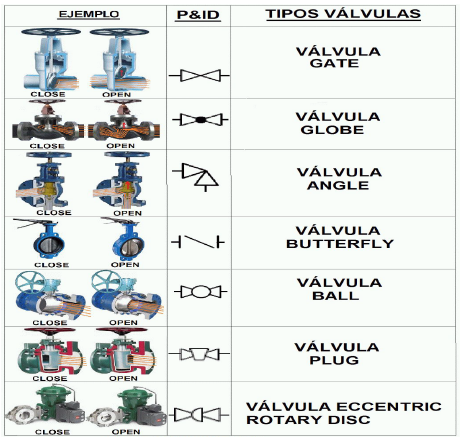 EJEMPLO P&ID TIPOS VÁLVULAS
CLOSE OPEN
VÁLVULA
GATE
CLOSE OPEN
VÁLVULA
GLOBE
CLOSE OPEN
VÁLVULA
ANGLE
CLOSE OPEN
VÁLVULA
BUTTERFLY
CLOSE OPEN
VÁLVULA
BALL
CLOSE OPEN
VÁLVULA
PLUG
CLOSE OPEN
VÁLVULA ECCENTRIC
ROTARY DISC